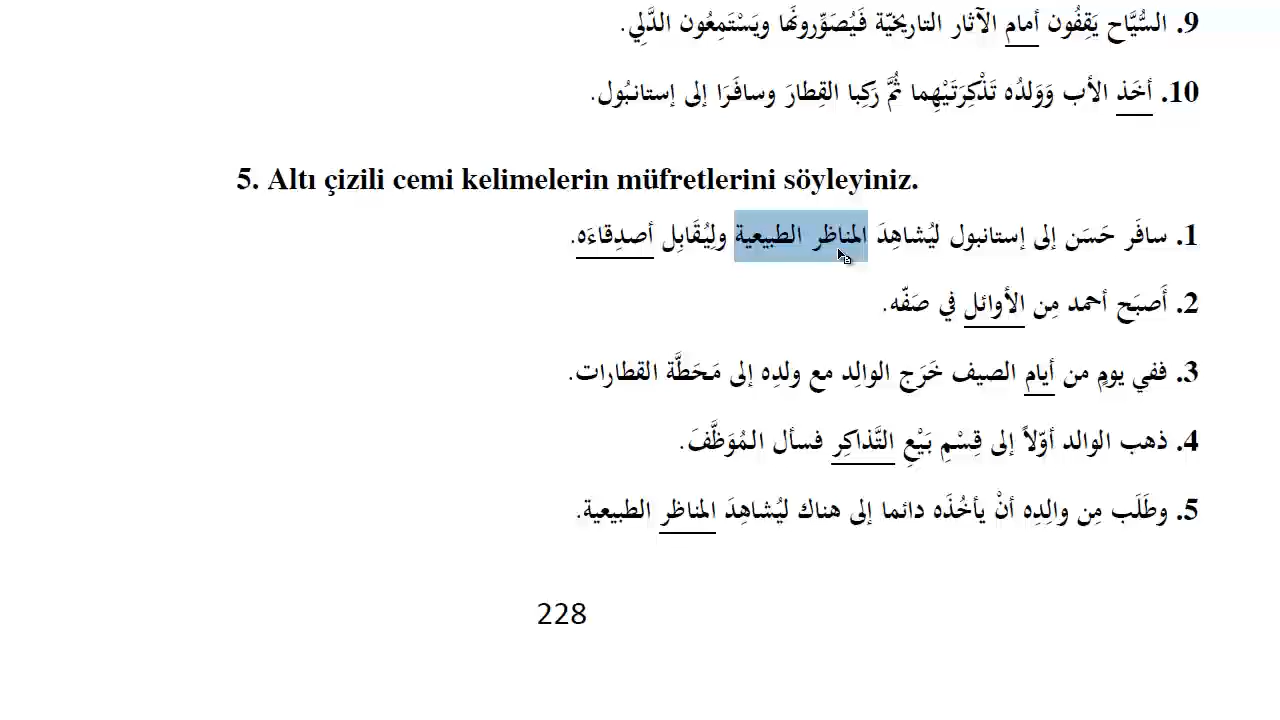 9. السُّيَّاح يَقِفُون أمام الآثار التاريخيّة فَيُصَوِّرونَها ويَسْتَمِعُون الدَّلِي.
10. أخَذ الأب وَوَلدُه تَذْكِرَتَيْهِما ثُمَّ رَكِبا القِطارَ وسافَرَا إلى إستانبُول.
5. Altı çizili cemi kelimelerin müfretlerini söyleyiniz.
1. سافَر حَسَن إلى إستانبول ليُشاهِدَ المناظر الطبيعية ولِيُقَابِل أصدِقاءَه.
2. أَصبَح أحمد مِن الأوائل في صَفّه.
3. ففي يومٍ من أيام الصيف خَرَج الوالِد مع ولدِه إلى مَحَطَّة القطارات.
4. ذهب الوالد أوّلاً إلى قِسْمِ بَيْعِ التَّذاكِر فسأل المُوَظَّفَ.
5. وطَلَب مِن والِدِه أنْ يأخُذَه دائما إلى هناك ليُشاهِدَ المناظر الطبيعية.
228